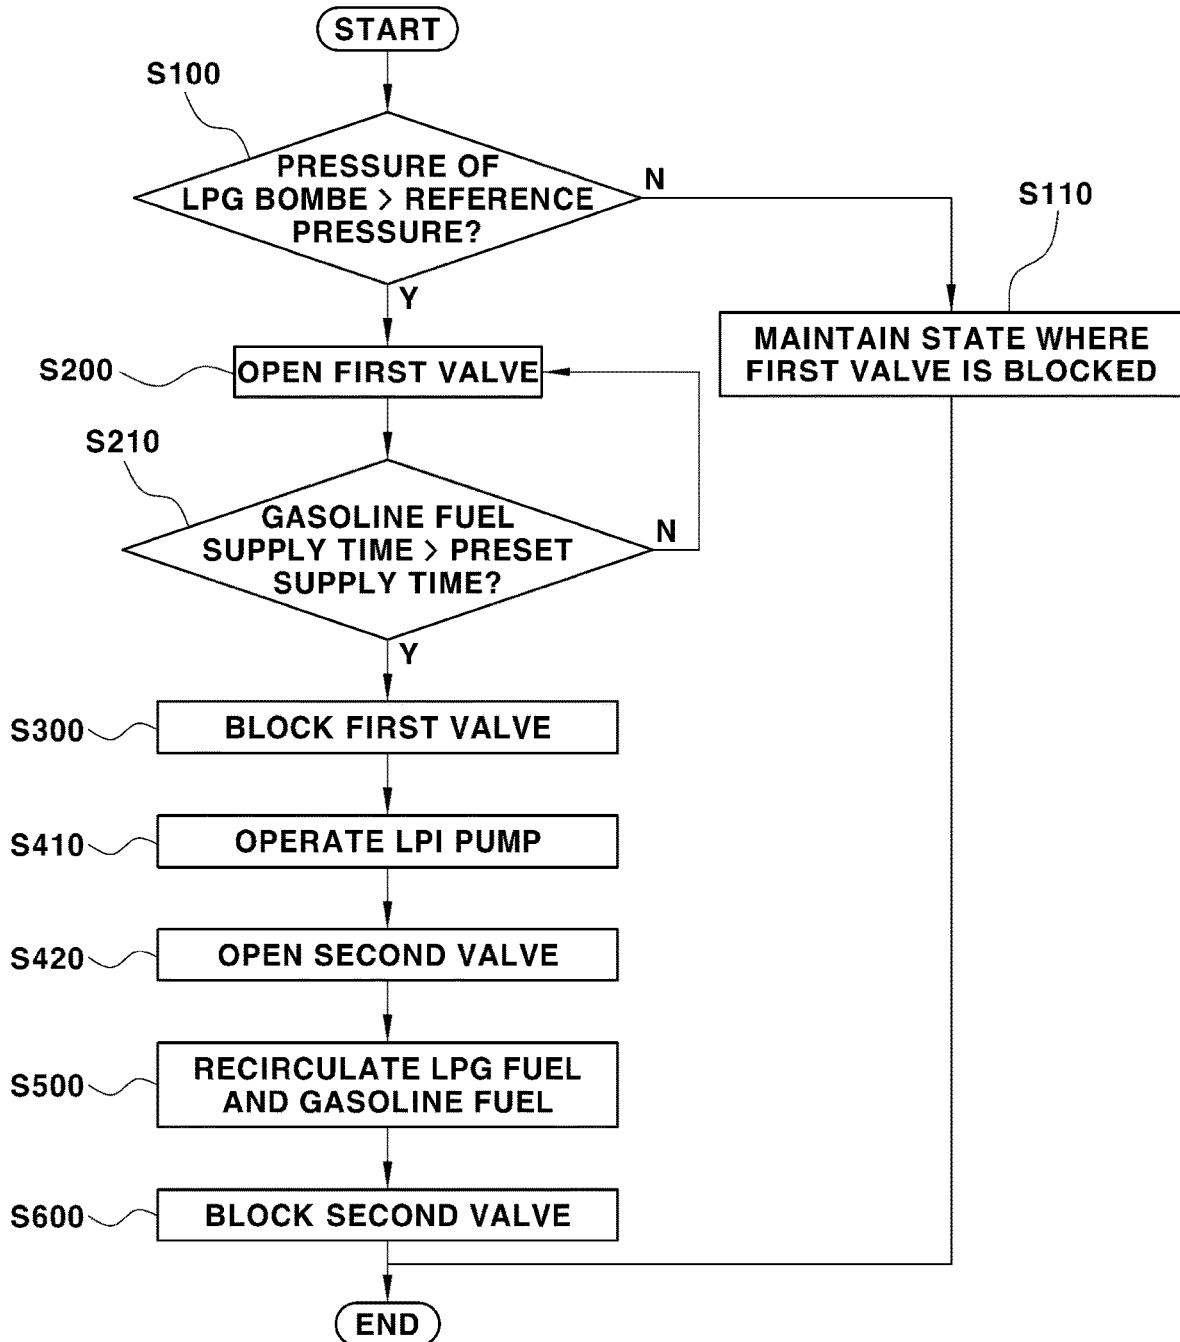 START
S100
PRESSURE OF
LPG BOMBE > REFERENCE
PRESSURE?
N
Y
S110
MAINTAIN STATE WHERE
FIRST VALVE IS BLOCKED
S200
OPEN FIRST VALVE
S210
GASOLINE FUEL
SUPPLY TIME > PRESET
SUPPLY TIME?
N
Y
S300
BLOCK FIRST VALVE
S410
OPERATE LPI PUMP
S420
OPEN SECOND VALVE
S500
RECIRCULATE LPG FUEL
AND GASOLINE FUEL
S600
BLOCK SECOND VALVE
END